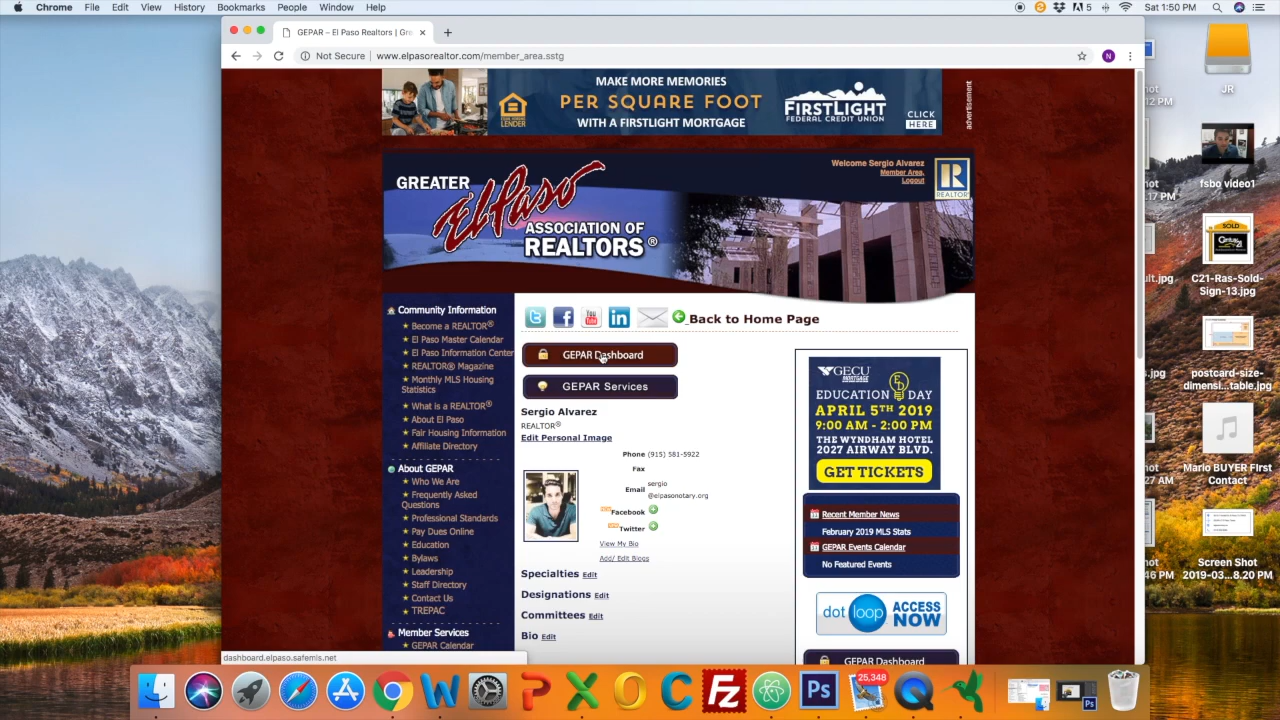 Chrome File Edit View History Bookmarks People Window Help
5 Sat 1:50 PM
GEPAR – El Paso Realtors | Gre
Not Secure | www.elpasorealtor.com/member_area.sstg
N
MAKE MORE MEMORIES
PER SQUARE FOOT
WITH A FIRSTLIGHT MORTGAGE
EQUAL HOUSING
LENDER
FIRSTLIGHT
FEDERAL CREDIT UNION
CLICK
HERE
advertisement
Welcome Sergio Alvarez
Member Area,
Logout
R
REALTOR®
GREATER
El Paso
ASSOCIATION OF
REALTORS®
Community Information
Become a REALTOR®
El Paso Master Calendar
El Paso Information Center
REALTOR® Magazine
Monthly MLS Housing
Statistics
What is a REALTOR®
About El Paso
Fair Housing Information
Affiliate Directory
About GEPAR
Who We Are
Frequently Asked
Questions
Professional Standards
Pay Dues Online
Education
Bylaws
Leadership
Staff Directory
Contact Us
TREPAC
Member Services
GEPAR Calendar
You
Tube
Back to Home Page
GEPAR Dashboard
GEPAR Services
Sergio Alvarez
REALTOR®
Edit Personal Image
Phone (915) 581-5922
Fax
Email sergio
@elpasonotary.org
Facebook
Twitter
View My Bio
Add/ Edit Blogs
Specialties Edit
Designations Edit
Committees Edit
Bio Edit
GECU
MORTGAGE
EDUCATION DAY
APRIL 5TH 2019
9:00 AM - 2:00 PM
THE WYNDHAM HOTEL
2027 AIRWAY BLVD.
GET TICKETS
Recent Member News
February 2019 MLS Stats
GEPAR Events Calendar
No Featured Events
dot loop ACCESS
NOW
GEPAR Dashboard
dashboard.elpaso.safemls.net
JR
fsbo video1
SOLD
C21-Ras-Sold-
Sign-13.jpg
postcard-size-
dimensi...table.jpg
Mario BUYER FIrst
Contact
Screen Shot
2019-03...8.20 PM
25,348
Ps
Fz